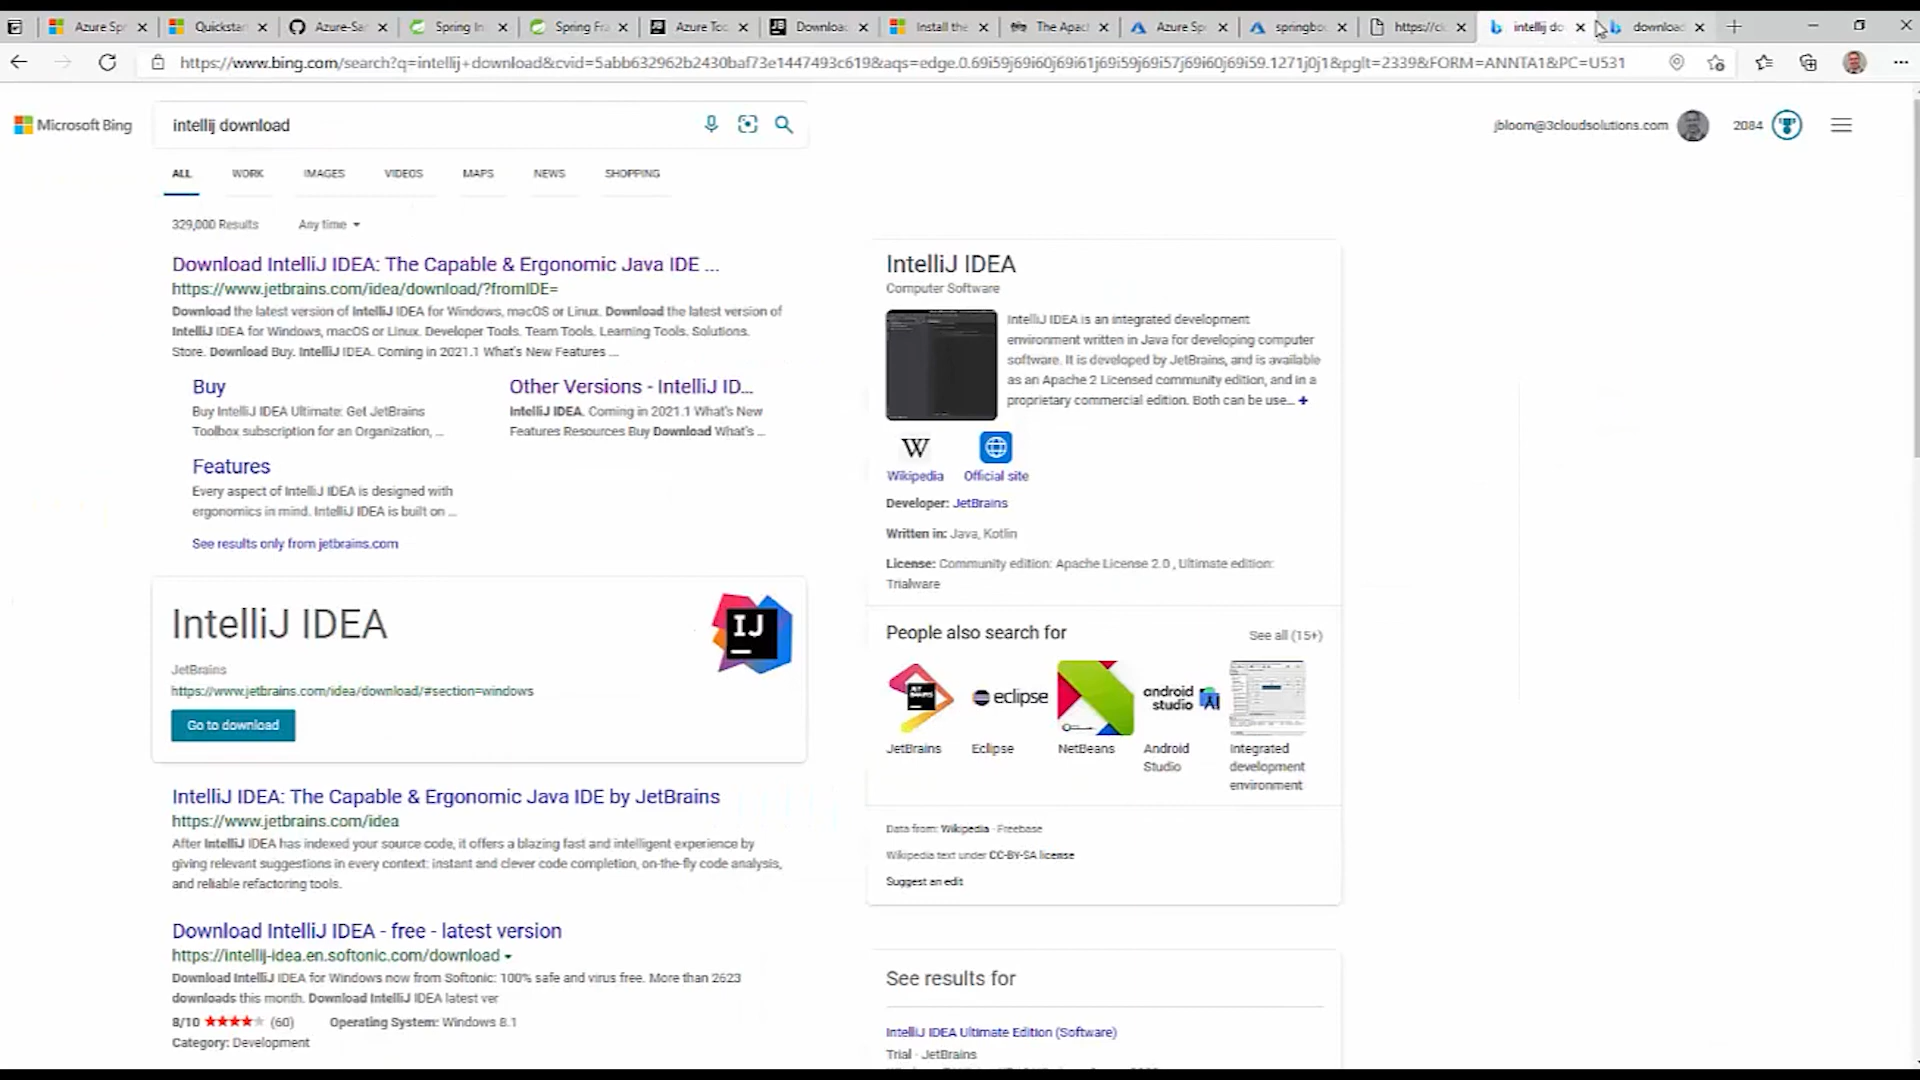 Azure Sp
Quickstar
Azure-Sa
Spring In
Spring Fra
Azure Too
Download
Install the
The Apac
Azure Sp
springbo
https://ci
intellij do
download
https://www.bing.com/search?q=intellij+download&cvid=5abb632962b2430baf73e1447493c619&aqs=edge.0.69i59j69i60j69i61j69i59j69i57j69i60j69i59.1271j0j1&pglt=2339&FORM=ANNTA1&PC=U531
Microsoft Bing
intellij download
jbloom@3cloudsolutions.com
2084
ALL WORK IMAGES VIDEOS MAPS NEWS SHOPPING
329,000 Results Any time
Download IntelliJ IDEA: The Capable & Ergonomic Java IDE ...
https://www.jetbrains.com/idea/download/?fromIDE=
Download the latest version of IntelliJ IDEA for Windows, macOS or Linux. Download the latest version of
IntelliJ IDEA for Windows, macOS or Linux. Developer Tools. Team Tools. Learning Tools. Solutions.
Store. Download Buy. IntelliJ IDEA. Coming in 2021.1 What's New Features ...
Buy
Buy IntelliJ IDEA Ultimate: Get JetBrains
Toolbox subscription for an Organization, ...
Other Versions - IntelliJ ID...
IntelliJ IDEA. Coming in 2021.1 What's New
Features Resources Buy Download What's ...
Features
Every aspect of IntelliJ IDEA is designed with
ergonomics in mind. IntelliJ IDEA is built on ...
See results only from jetbrains.com
IntelliJ IDEA
JetBrains
https://www.jetbrains.com/idea/download/#section=windows
Go to download
IJ
IntelliJ IDEA: The Capable & Ergonomic Java IDE by JetBrains
https://www.jetbrains.com/idea
After IntelliJ IDEA has indexed your source code, it offers a blazing fast and intelligent experience by
giving relevant suggestions in every context: instant and clever code completion, on-the-fly code analysis,
and reliable refactoring tools.
Download IntelliJ IDEA - free - latest version
https://intellij-idea.en.softonic.com/download
Download IntelliJ IDEA for Windows now from Softonic: 100% safe and virus free. More than 2623
downloads this month. Download IntelliJ IDEA latest ver
8/10 (60) Operating System: Windows 8.1
Category: Development
IntelliJ IDEA
Computer Software
IntelliJ IDEA is an integrated development
environment written in Java for developing computer
software. It is developed by JetBrains, and is available
as an Apache 2 Licensed community edition, and in a
proprietary commercial edition. Both can be use... +
W
Wikipedia Official site
Developer: JetBrains
Written in: Java, Kotlin
License: Community edition: Apache License 2.0 , Ultimate edition:
Trialware
People also search for See all (15+)
JET BRAINS
eclipse
android studio
JetBrains
Eclipse
NetBeans
Android
Studio
Integrated
development
environment
Data from: Wikipedia · Freebase
Wikipedia text under CC-BY-SA license
Suggest an edit
See results for
IntelliJ IDEA Ultimate Edition (Software)
Trial · JetBrains